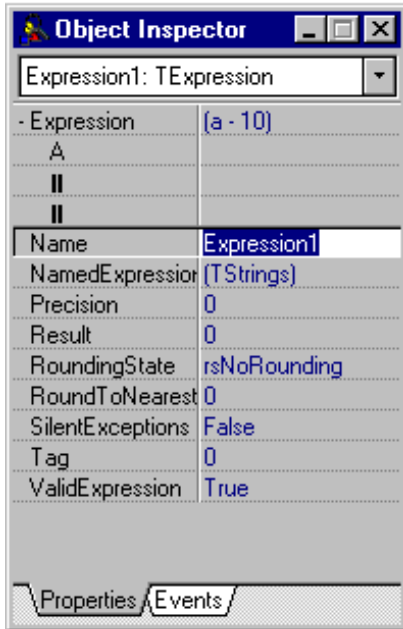 Object Inspector
Expression1: TExpression
- Expression (a - 10)
A
Name Expression1
NamedExpression (TStrings)
Precision 0
Result 0
RoundingState rsNoRounding
RoundToNearest 0
SilentExceptions False
Tag 0
ValidExpression True
Properties Events